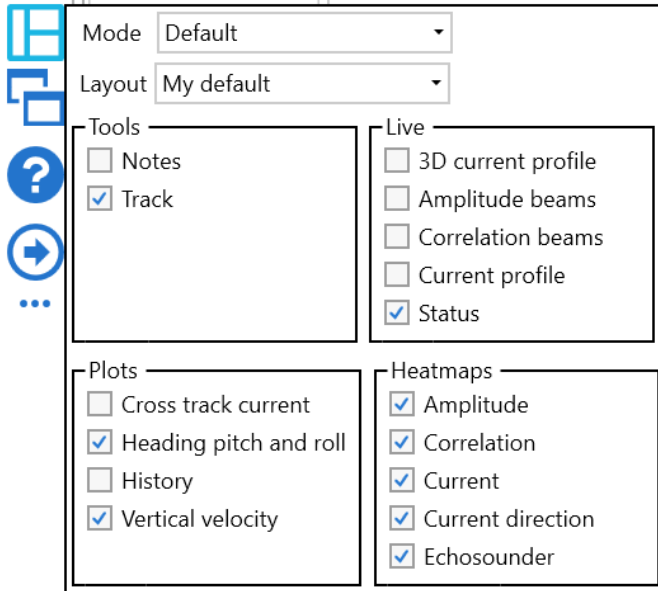 Mode Default
Layout My default
Tools
Notes
Track
Live
3D current profile
Amplitude beams
Correlation beams
Current profile
Status
Plots
Cross track current
Heading pitch and roll
History
Vertical velocity
Heatmaps
Amplitude
Correlation
Current
Current direction
Echosounder
?